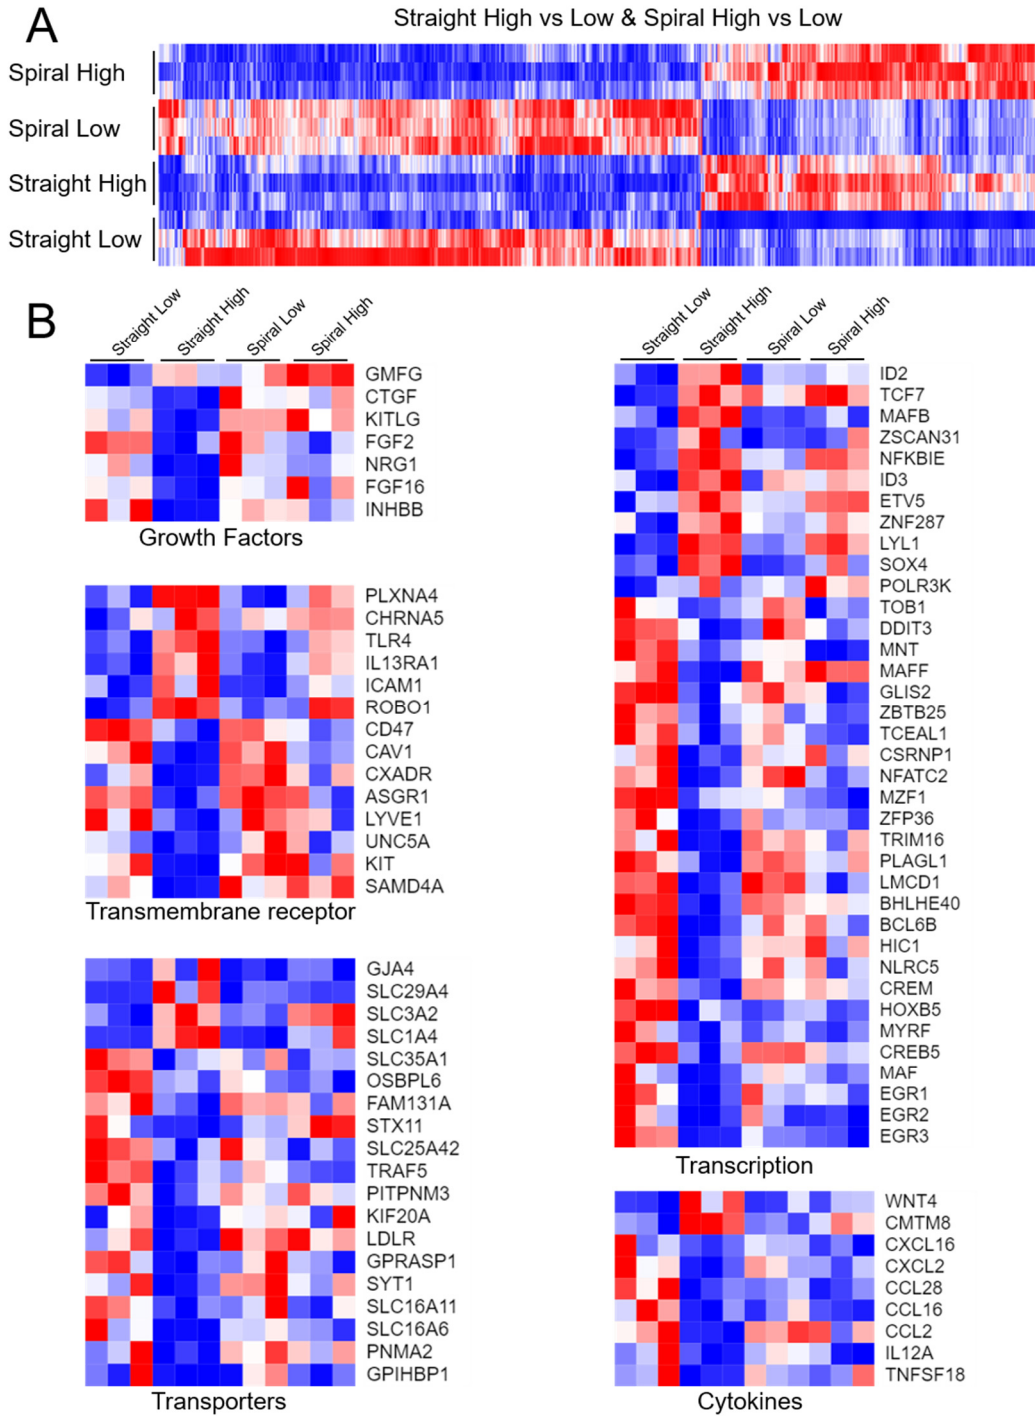 A
Straight High vs Low & Spiral High vs Low
Spiral High
Spiral Low
Straight High
Straight Low
B
Straight Low
Straight High
Spiral Low
Spiral High
GMFG
CTGF
KITLG
FGF2
NRG1
FGF16
INHBB
Growth Factors
PLXNA4
CHRNA5
TLR4
IL13RA1
ICAM1
ROBO1
CD47
CAV1
CXADR
ASGR1
LYVE1
UNC5A
KIT
SAMD4A
Transmembrane receptor
GJA4
SLC29A4
SLC3A2
SLC1A4
SLC35A1
OSBPL6
FAM131A
STX11
SLC25A42
TRAF5
PITPNM3
KIF20A
LDLR
GPRASP1
SYT1
SLC16A11
SLC16A6
PNMA2
GPIHBP1
Transporters
Straight Low
Straight High
Spiral Low
Spiral High
ID2
TCF7
MAFB
ZSCAN31
NFKBIE
ID3
ETV5
ZNF287
LYL1
SOX4
POLR3K
TOB1
DDIT3
MNT
MAFF
GLIS2
ZBTB25
TCEAL1
CSRNP1
NFATC2
MZF1
ZFP36
TRIM16
PLAGL1
LMCD1
BHLHE40
BCL6B
HIC1
NLRC5
CREM
HOXB5
MYRF
CREB5
MAF
EGR1
EGR2
EGR3
Transcription
WNT4
CMTM8
CXCL16
CXCL2
CCL28
CCL16
CCL2
IL12A
TNFSF18
Cytokines